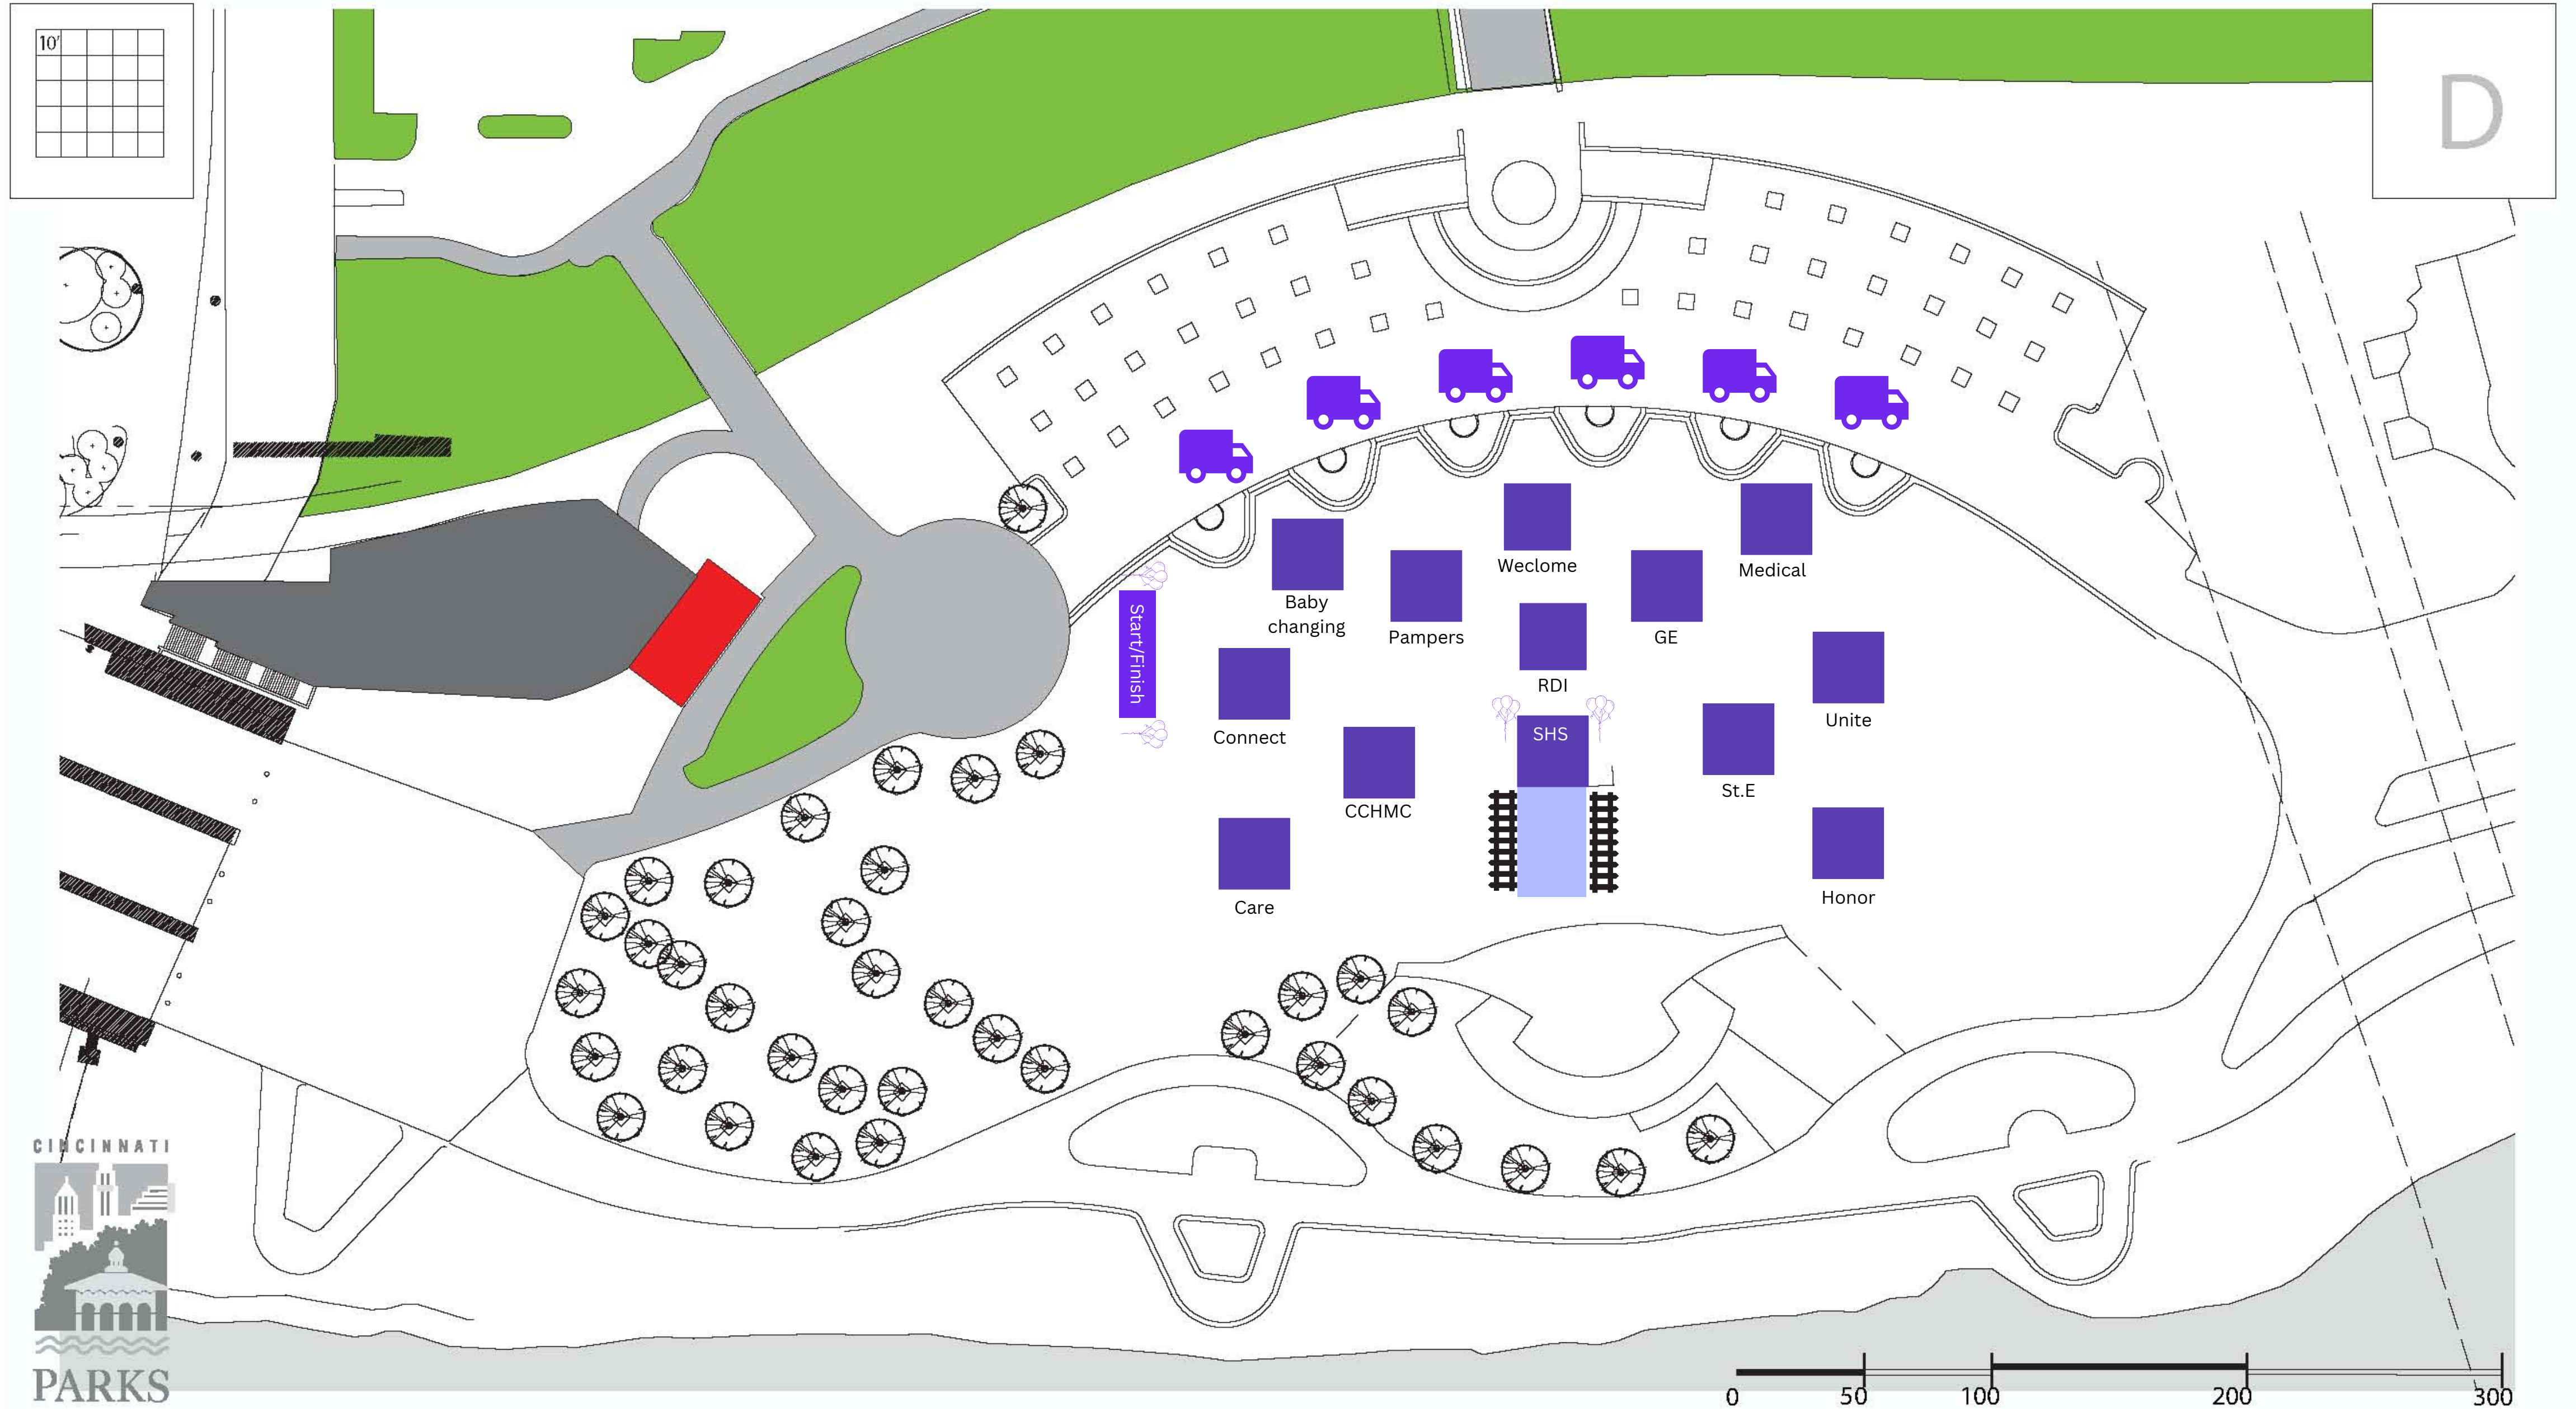 10'
D
Weclome
Medical
Baby
changing
Pampers
GE
Start/Finish
RDI
Connect
Unite
SHS
St.E
CCHMC
Honor
Care
CINCINNATI
PARKS
0 50 100 200 300